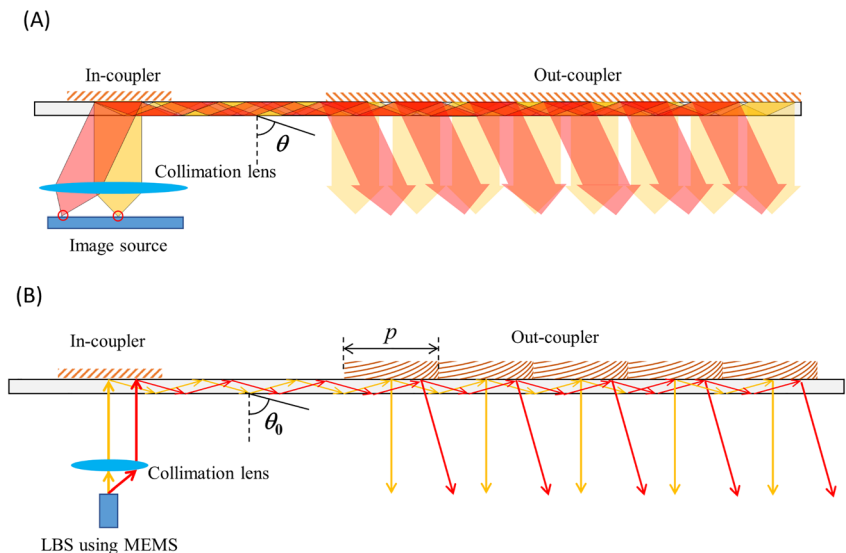 (A)
In-coupler
Out-coupler
θ
Collimation lens
Image source
(B)
In-coupler
p
Out-coupler
θ₀
Collimation lens
LBS using MEMS